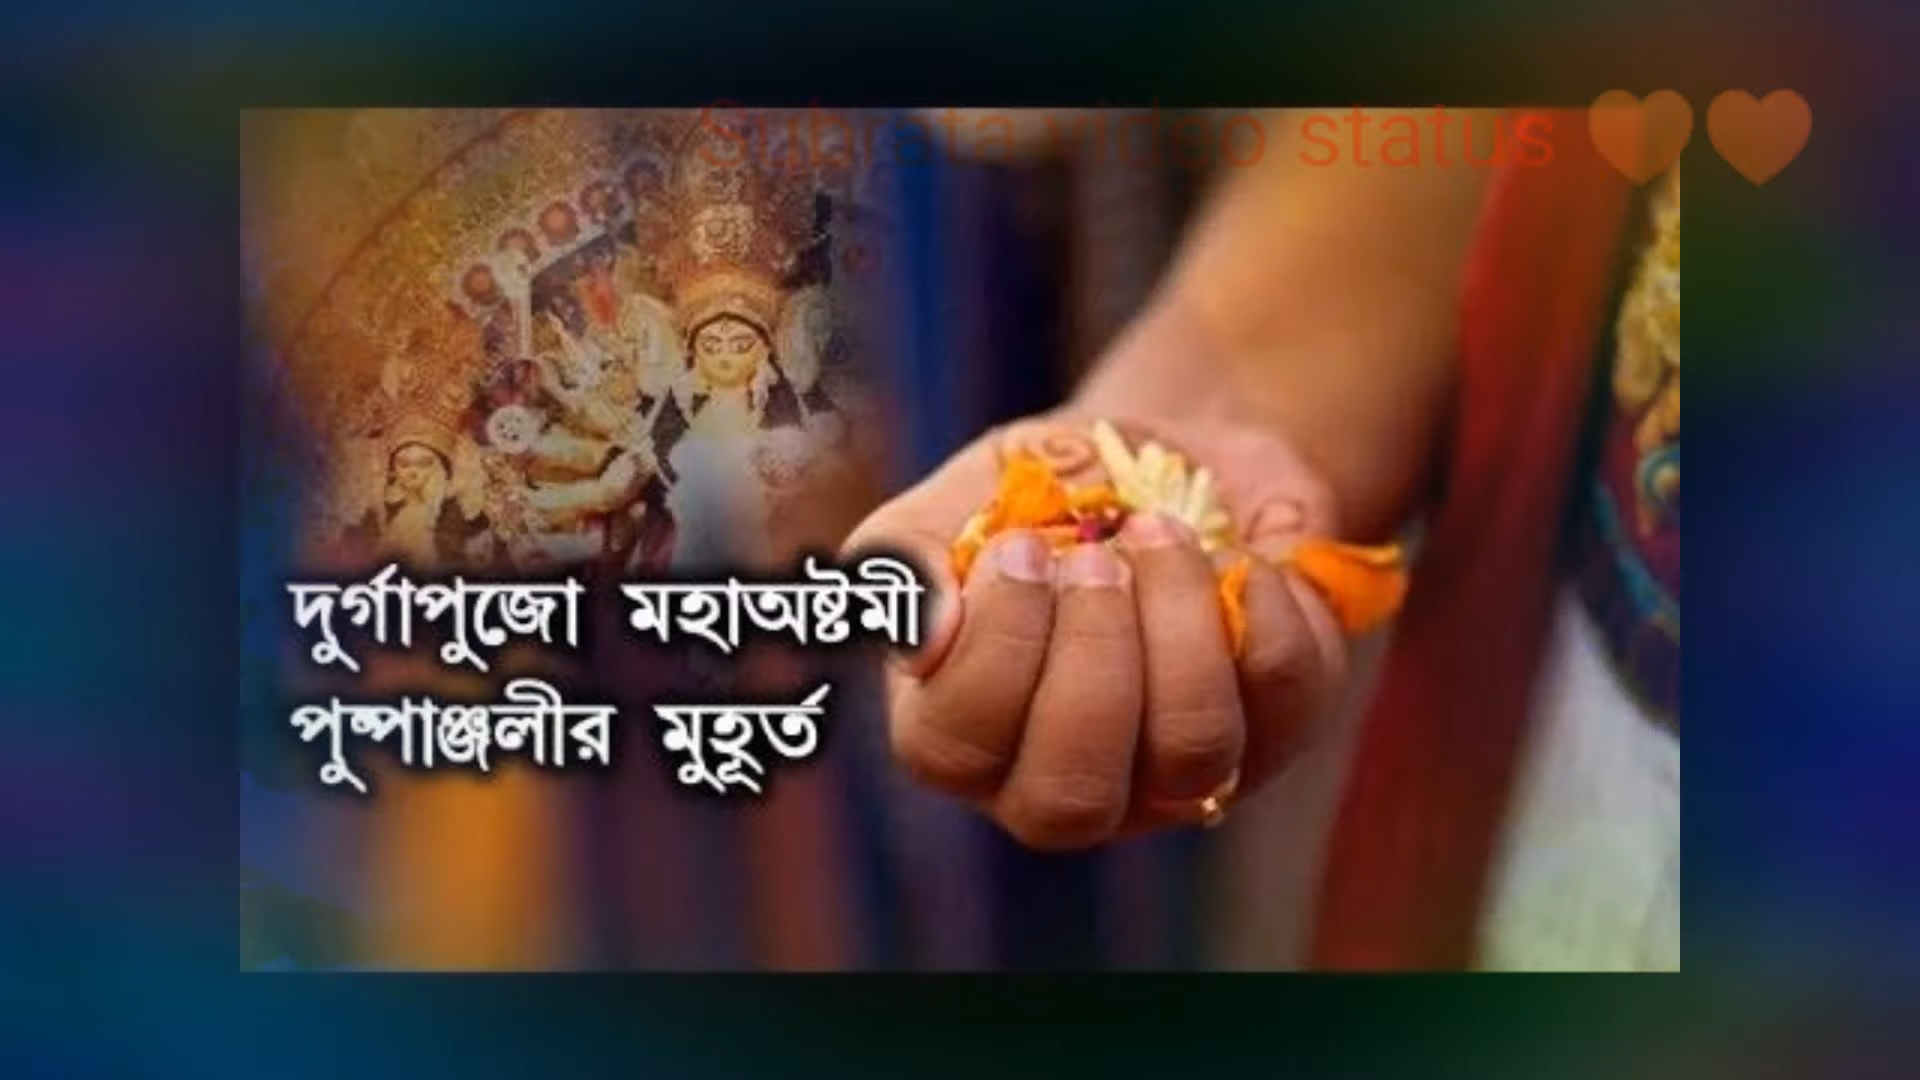 Subrata video status 🧡🧡
দুর্গাপুজো মহাঅষ্টমী
পুষ্পাঞ্জলীর মুহূর্ত